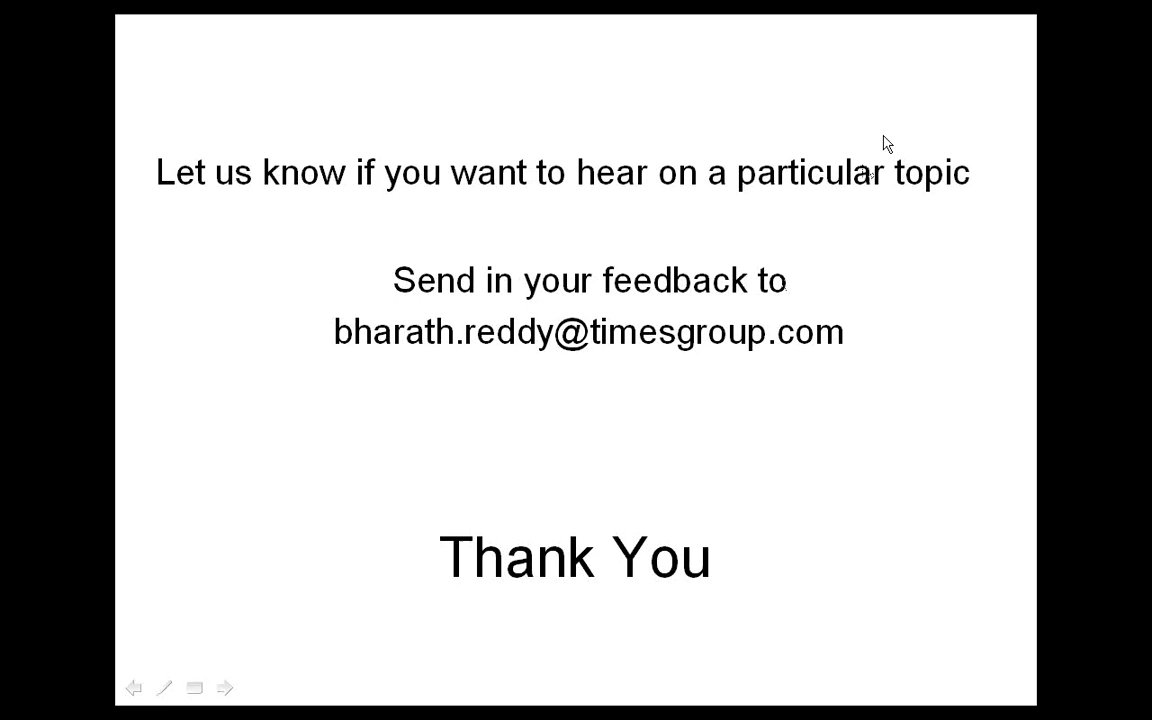 Let us know if you want to hear on a particular topic
Send in your feedback to
bharath.reddy@timesgroup.com
Thank You